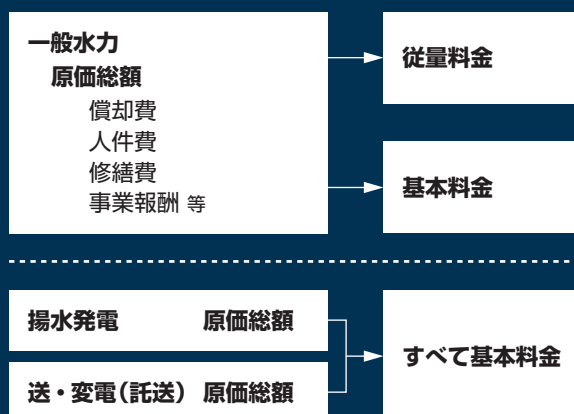 一般水力
原価総額
償却費
人件費
修繕費
事業報酬 等
従量料金
基本料金
揚水発電 原価総額
送・変電(託送) 原価総額
すべて基本料金